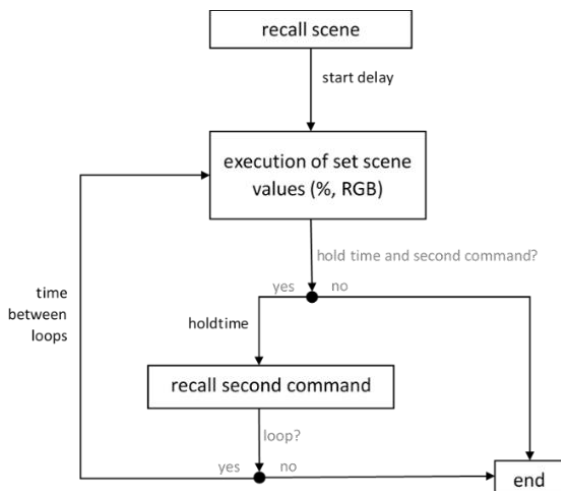 recall scene
start delay
execution of set scene
values (%, RGB)
hold time and second command?
yes no
time
between
loops
holdtime
recall second command
loop?
yes no
end